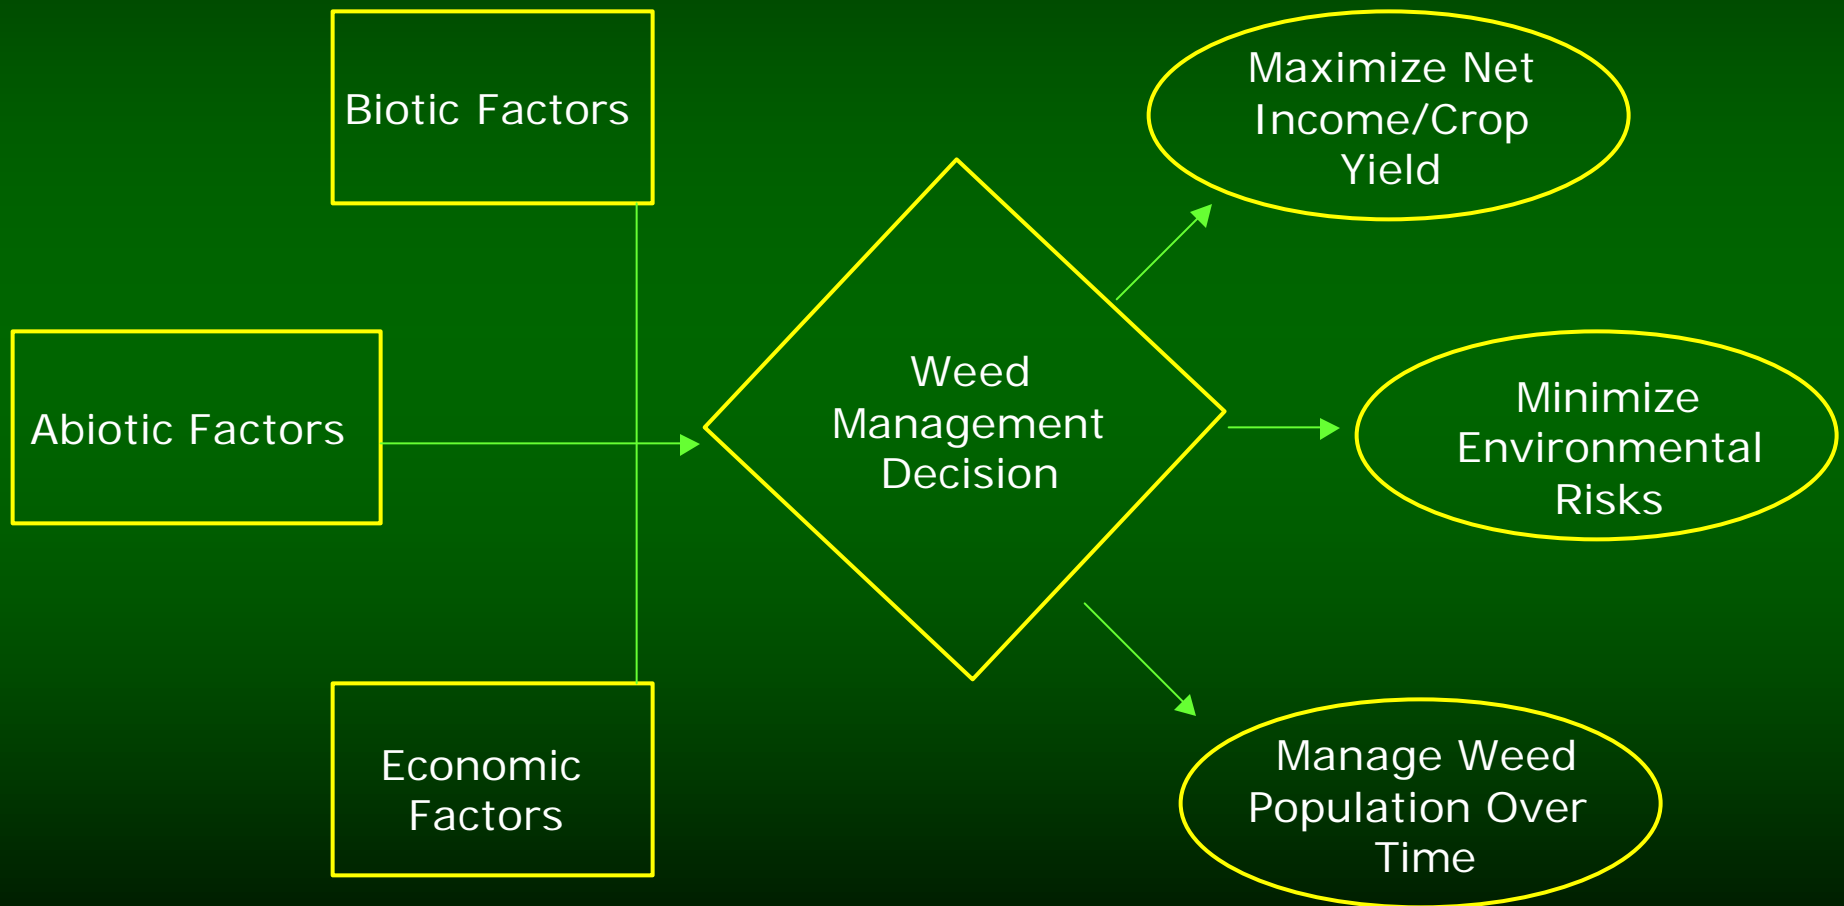 Biotic Factors
Abiotic Factors
Economic
Factors
Weed
Management
Decision
Maximize Net
Income/Crop
Yield
Minimize
Environmental
Risks
Manage Weed
Population Over
Time